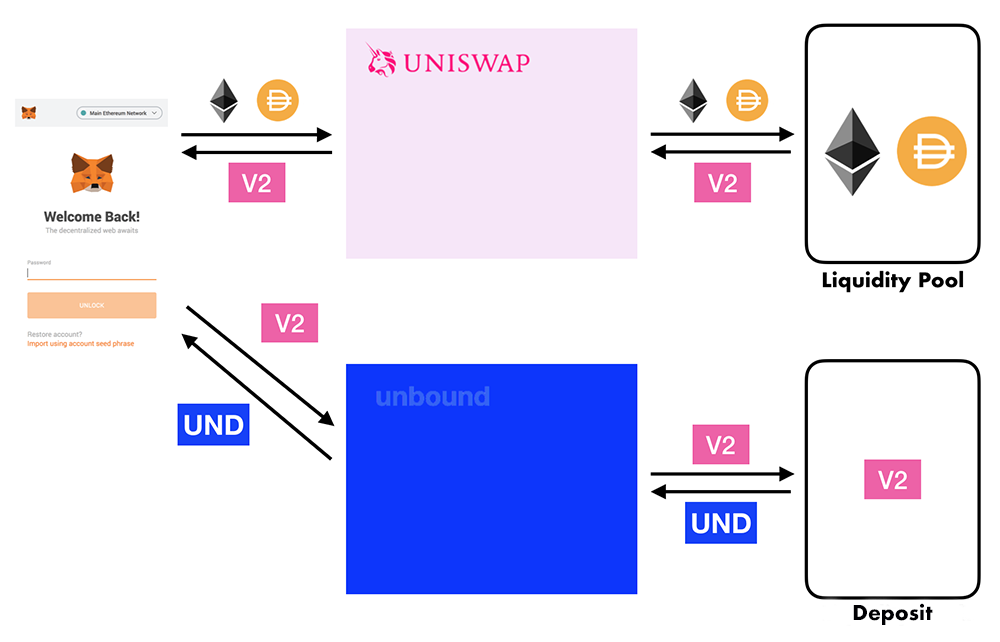 UNISWAP
Main Ethereum Network
V2
V2
Welcome Back!
The decentralized web awaits
Password
UNLOCK
Liquidity Pool
Restore account?
Import using account seed phrase
V2
unbound
UND
V2
V2
UND
Deposit